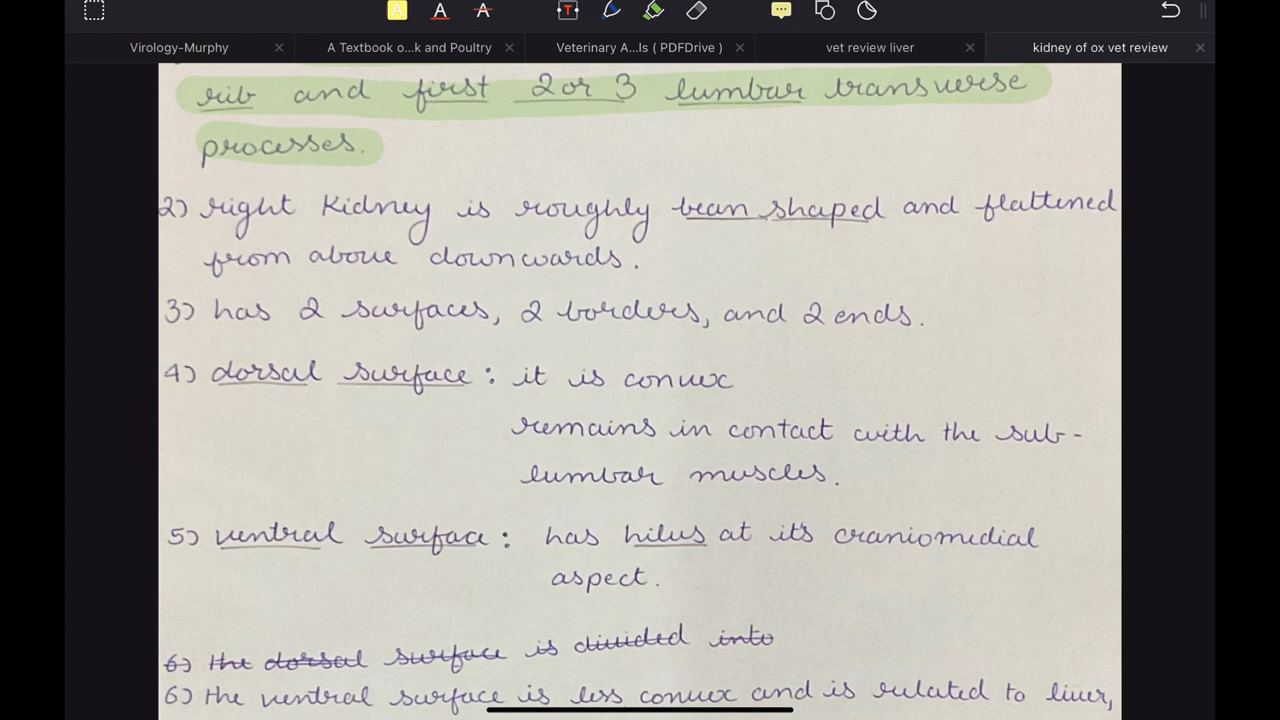 Virology-Murphy
A Textbook o...k and Poultry
Veterinary A...ls ( PDFDrive )
vet review liver
kidney of ox vet review
rib and first 2 or 3 lumbar transverse
processes.
2) right kidney is roughly bean shaped and flattened
from above downwards.
3) has 2 surfaces, 2 borders, and 2 ends.
4) dorsal surface : it is convex
remains in contact with the sub-
lumbar muscles.
5) ventral surface : has hilus at it's craniomedial
aspect.
6) the dorsal surface is divided into
6) the ventral surface is less convex and is related to liver,